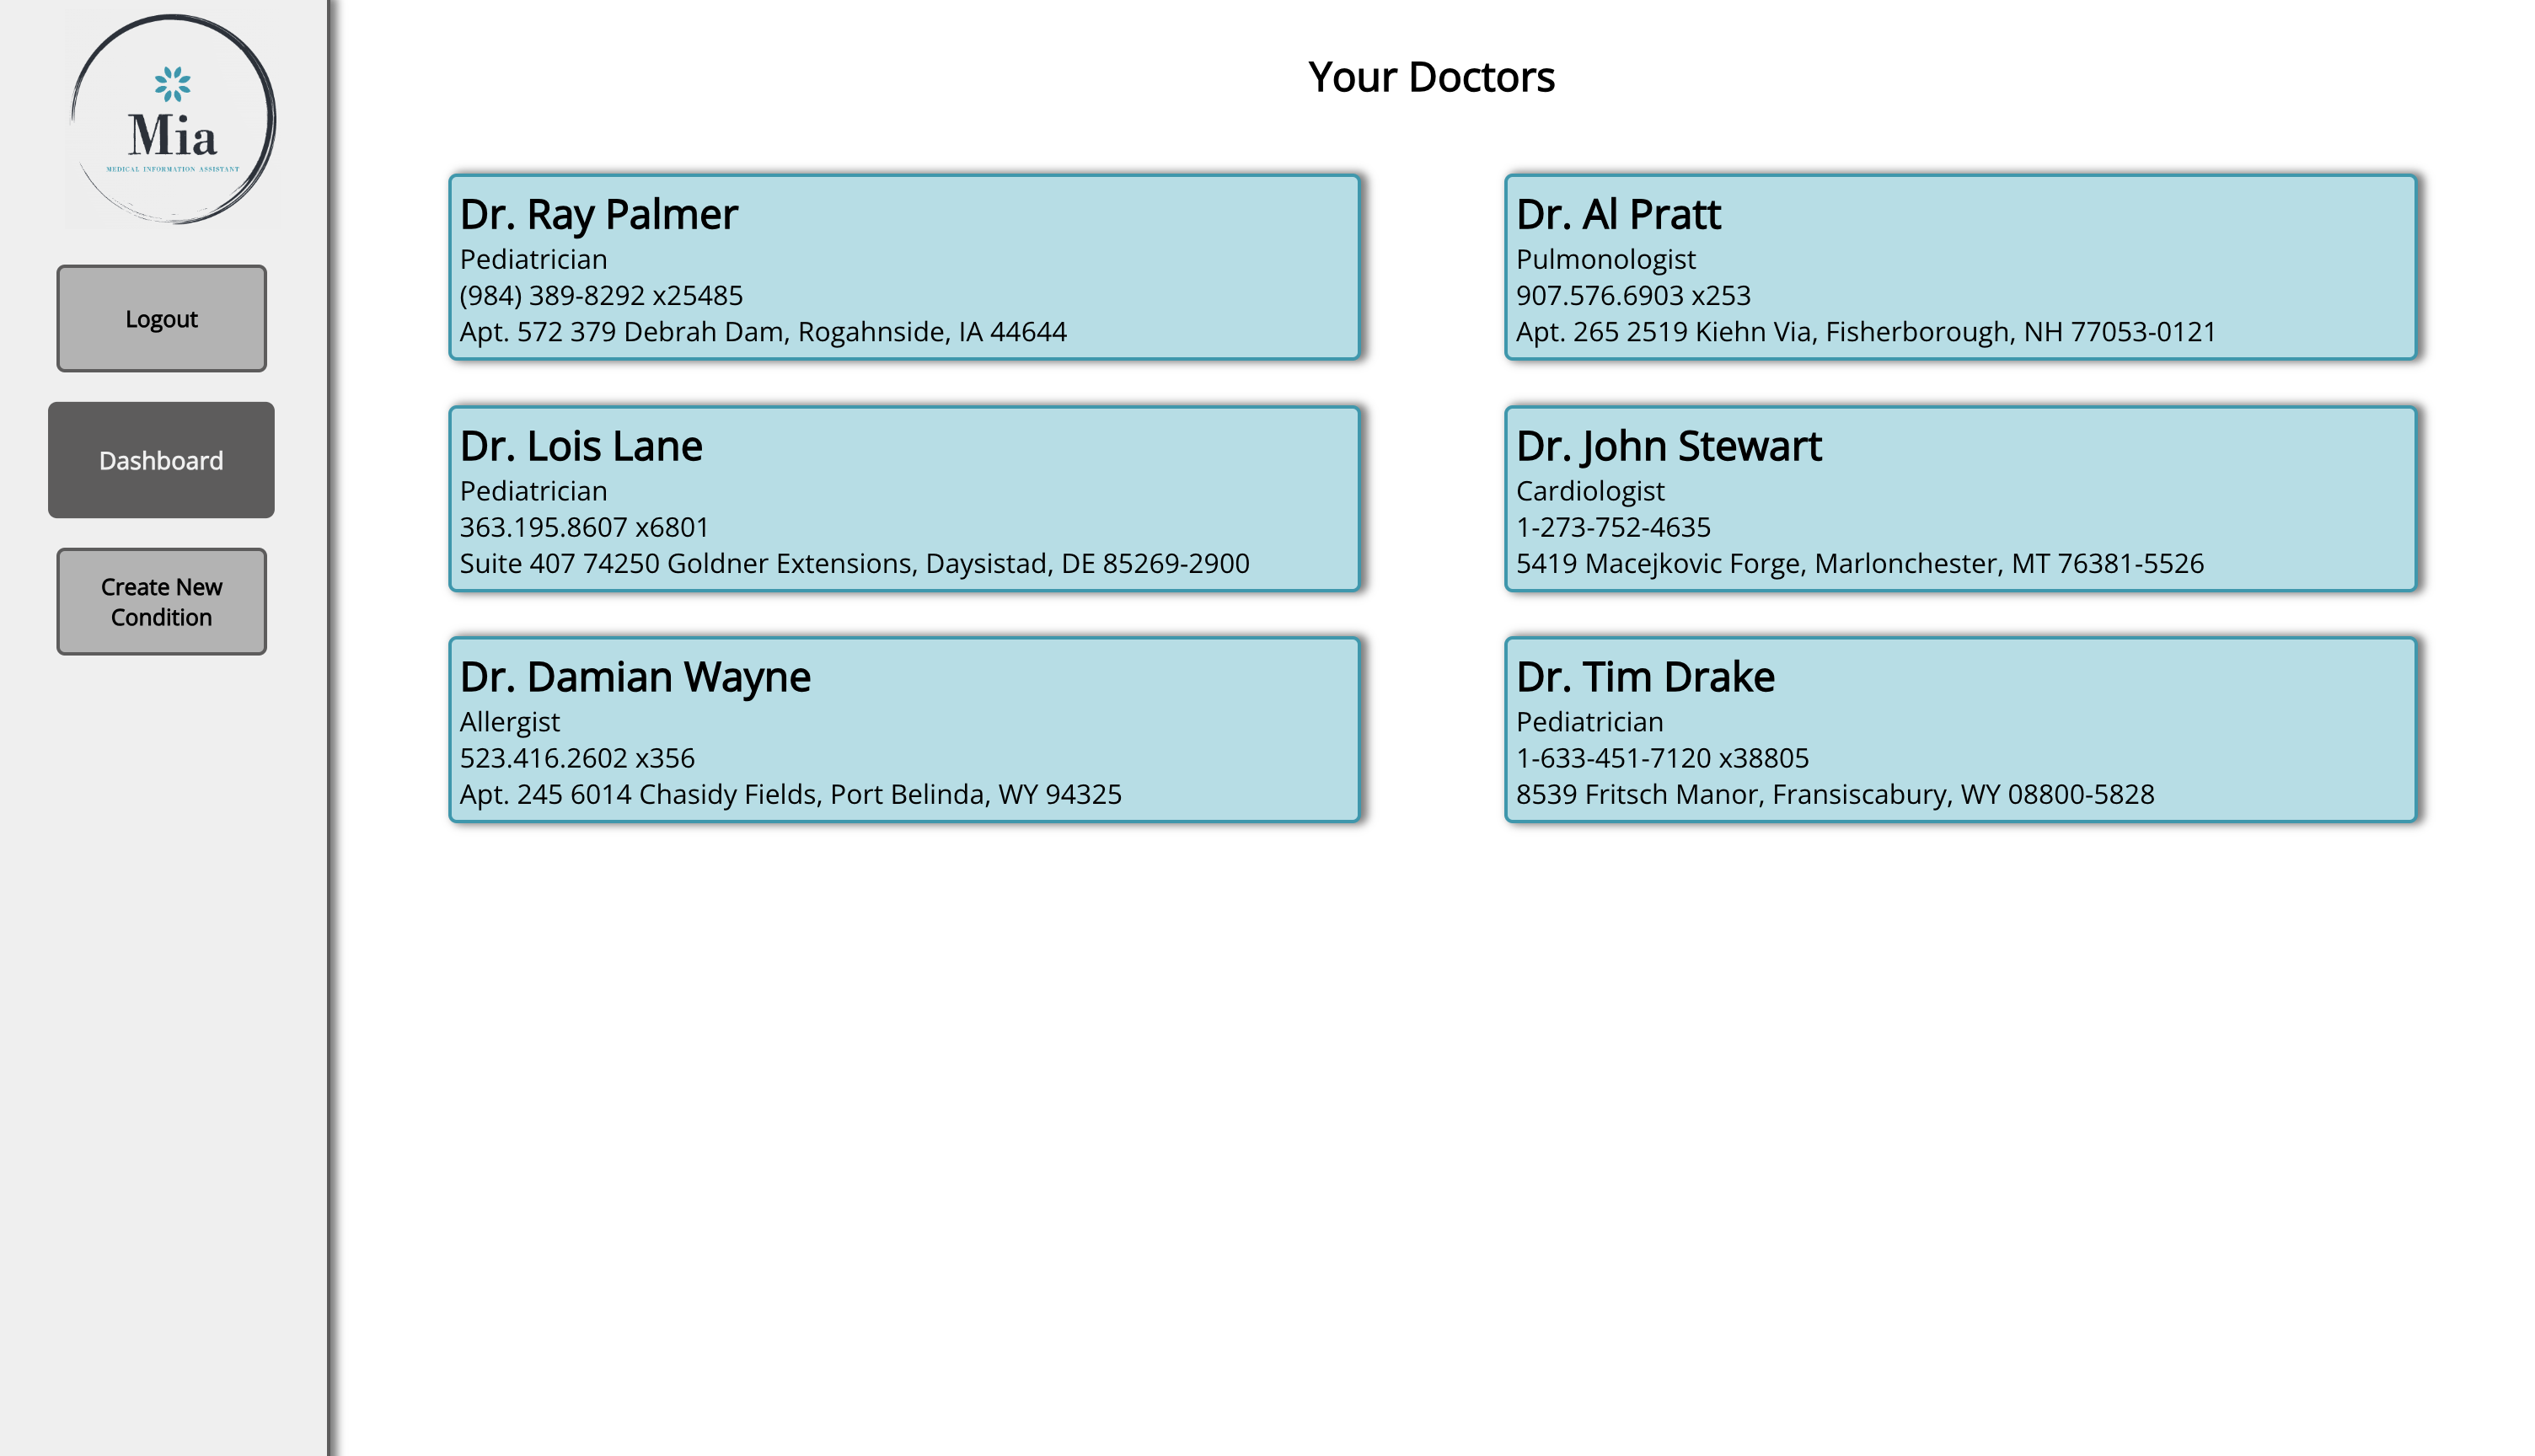 Mia
MEDICAL INFORMATION ASSISTANT
Logout
Dashboard
Create New
Condition
Your Doctors
Dr. Ray Palmer
Pediatrician
(984) 389-8292 x25485
Apt. 572 379 Debrah Dam, Rogahnside, IA 44644
Dr. Al Pratt
Pulmonologist
907.576.6903 x253
Apt. 265 2519 Kiehn Via, Fisherborough, NH 77053-0121
Dr. Lois Lane
Pediatrician
363.195.8607 x6801
Suite 407 74250 Goldner Extensions, Daysistad, DE 85269-2900
Dr. John Stewart
Cardiologist
1-273-752-4635
5419 Macejkovic Forge, Marlonchester, MT 76381-5526
Dr. Damian Wayne
Allergist
523.416.2602 x356
Apt. 245 6014 Chasidy Fields, Port Belinda, WY 94325
Dr. Tim Drake
Pediatrician
1-633-451-7120 x38805
8539 Fritsch Manor, Fransiscabury, WY 08800-5828